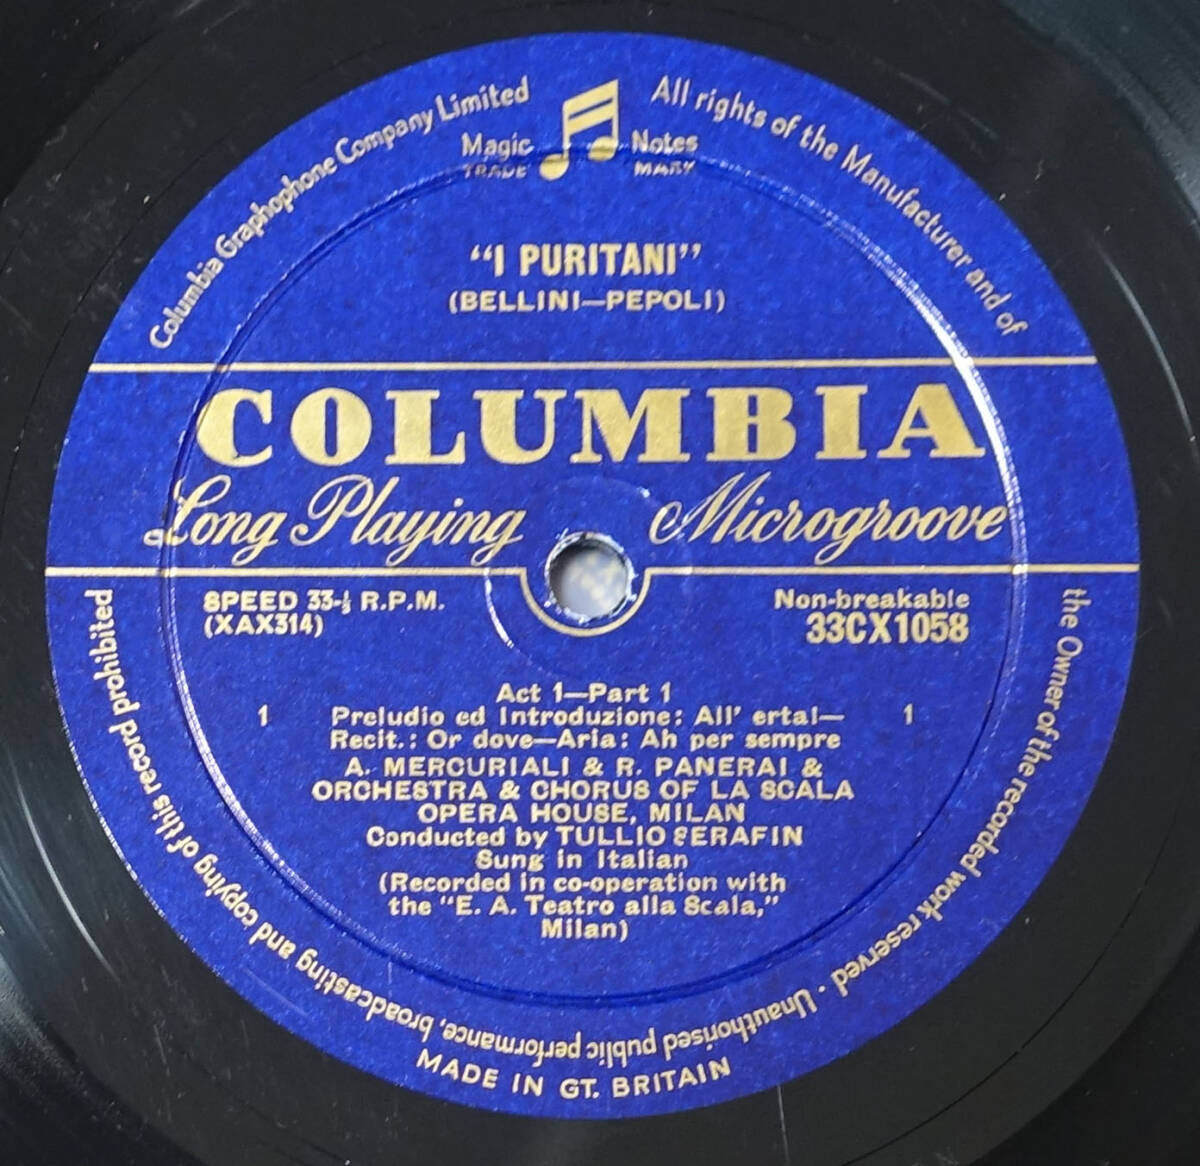 Columbia Graphophone Company Limited
All rights of the Manufacturer and of
the Owner of the recorded work reserved · Unauthorised public performance, broadcasting and copying of this record prohibited
Magic Notes
TRADE MARK
"I PURITANI"
(BELLINI—PEPOLI)
COLUMBIA
Long Playing Microgroove
SPEED 33-⅓ R.P.M. Non-breakable
(XAX314) 33CX1058
Act 1—Part 1
1 Preludio ed Introduzione: All' erta!— 1
Recit.: Or dove—Aria: Ah per sempre
A. MERCURIALI & R. PANERAI &
ORCHESTRA & CHORUS OF LA SCALA
OPERA HOUSE, MILAN
Conducted by TULLIO SERAFIN
Sung in Italian
(Recorded in co-operation with
the "E. A. Teatro alla Scala,"
Milan)
MADE IN GT. BRITAIN